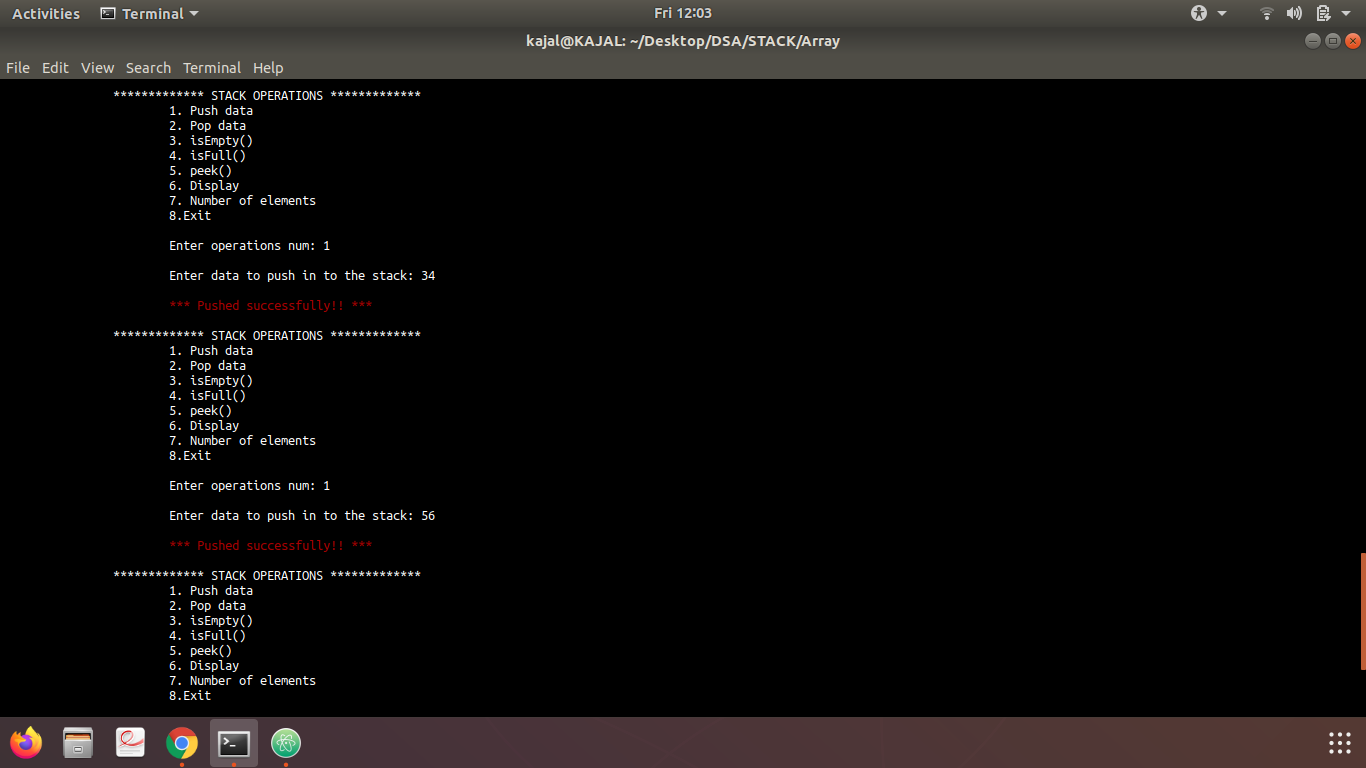 Activities Terminal Fri 12:03
kajal@KAJAL: ~/Desktop/DSA/STACK/Array
File Edit View Search Terminal Help
************* STACK OPERATIONS *************
1. Push data
2. Pop data
3. isEmpty()
4. isFull()
5. peek()
6. Display
7. Number of elements
8.Exit
Enter operations num: 1
Enter data to push in to the stack: 34
*** Pushed successfully!! ***
************* STACK OPERATIONS *************
1. Push data
2. Pop data
3. isEmpty()
4. isFull()
5. peek()
6. Display
7. Number of elements
8.Exit
Enter operations num: 1
Enter data to push in to the stack: 56
*** Pushed successfully!! ***
************* STACK OPERATIONS *************
1. Push data
2. Pop data
3. isEmpty()
4. isFull()
5. peek()
6. Display
7. Number of elements
8.Exit